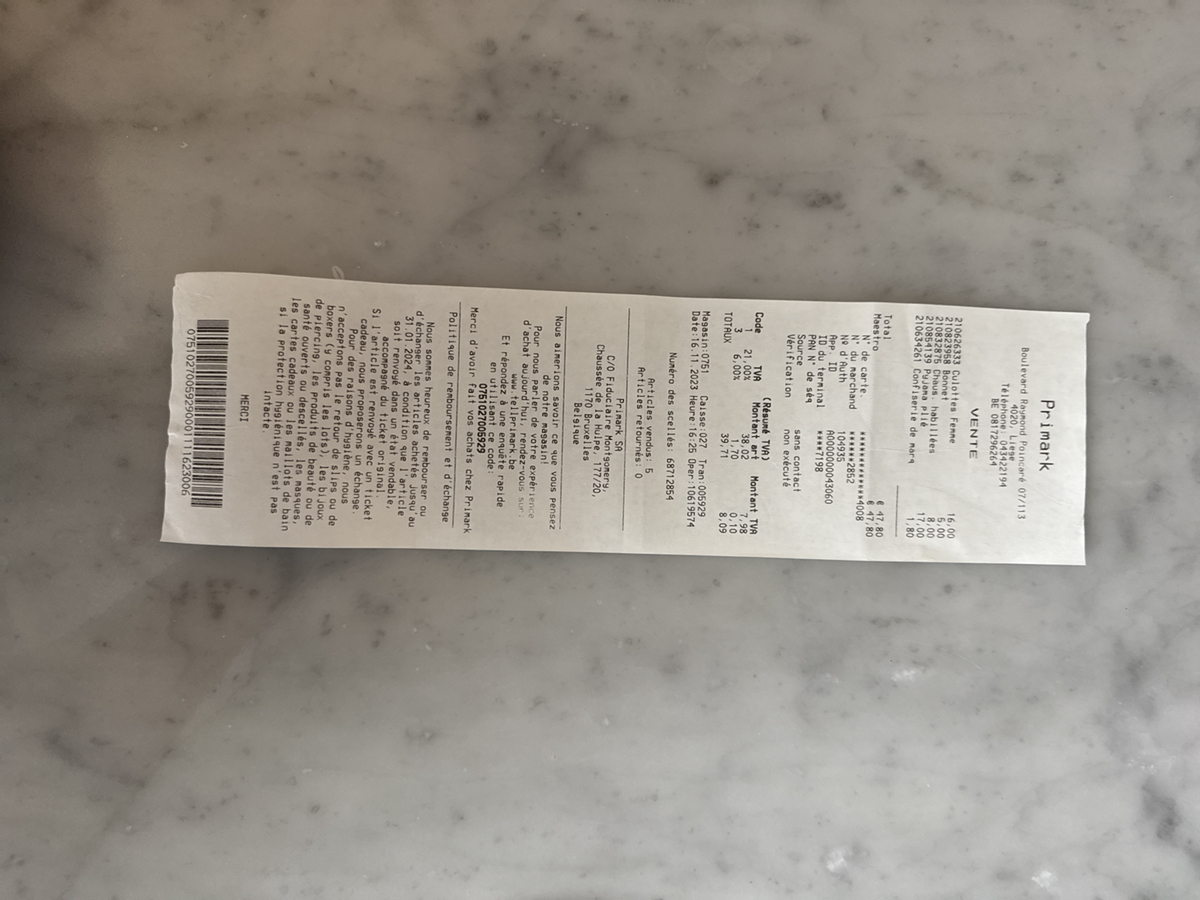 Primark
Boulevard Raymond Poincaré 07/113
4020, Liège
Téléphone: 043422194
BE 0817298264
VENTE
210626333 Culottes Femme 16,00
210823958 Bonnet 5,00
210832875 Chaus. habillées 8,00
210854139 Pyjama plié 17,00
210634261 Confiserie de marq 1,80
Total € 47,80
Maestro € 47,80
N° de carte. ************4008
N° du marchand *****2852
N° d'Auth 104935
App. ID A0000000043060
ID du terminal ****7198
PAN N° de séq
Source sans contact
Vérification non exécuté
(Résumé TVA)
Code TVA Montant art Montant TVA
1 21,00% 38,02 7,98
3 6,00% 1,70 0,10
TOTAUX 39,71 8,09
Magasin:0751 Caisse:027 Tran:005929
Date:16.11.2023 Heure:16:25 Oper:10619574
Numéro des scellés: 68712854
Articles vendus: 5
Articles retournés: 0
Primark SA
C/O Fiduciaire Montgomery,
Chaussée de la Hulpe, 177/20,
1170 Bruxelles
Belgique
Nous aimerions savoir ce que vous pensez
de notre magasin
Pour nous parler de votre expérience
d'achat aujourd'hui, rendez-vous sur:
www.tellprimark.be
Et répondez à une enquête rapide
en utilisant ce code:
0751027005929
Merci d'avoir fait vos achats chez Primark
Politique de remboursement et d'échange
Nous sommes heureux de rembourser ou
d'échanger les articles achetés jusqu'au
31.01.2024, à condition que l'article
soit renvoyé dans un état vendable,
accompagné du ticket original.
Si l'article est renvoyé avec un ticket
cadeau, nous proposerons un échange.
Pour des raisons d'hygiène, nous
n'acceptons pas le retour de slips ou de
boxers (y compris les lots), les bijoux
de piercing, les produits de beauté ou de
santé ouverts ou descellés, les masques,
les cartes cadeaux ou les maillots de bain
si la protection hygiénique n'est pas
intacte.
MERCI
07510270059290001111623006